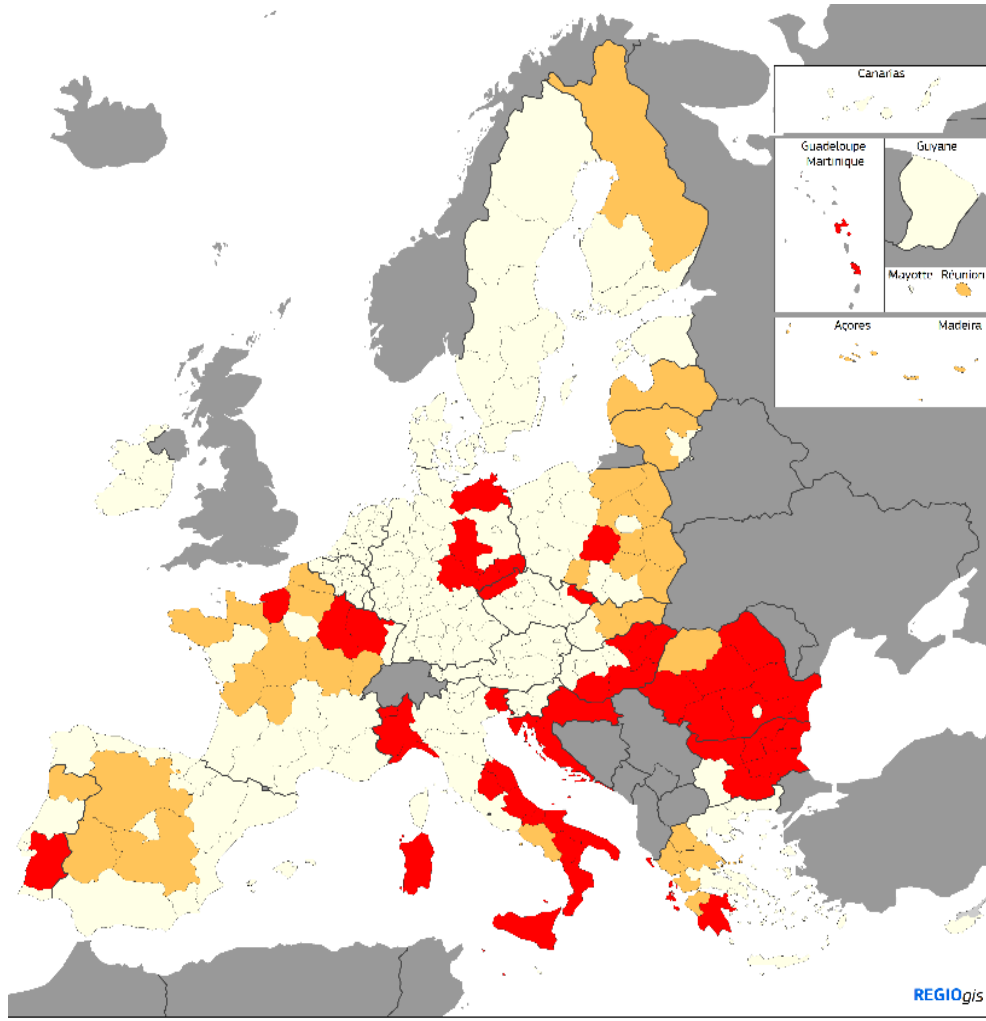 Canarias
Guadeloupe
Martinique
Guyane
Mayotte
Réunion
Açores
Madeira
REGIOgis